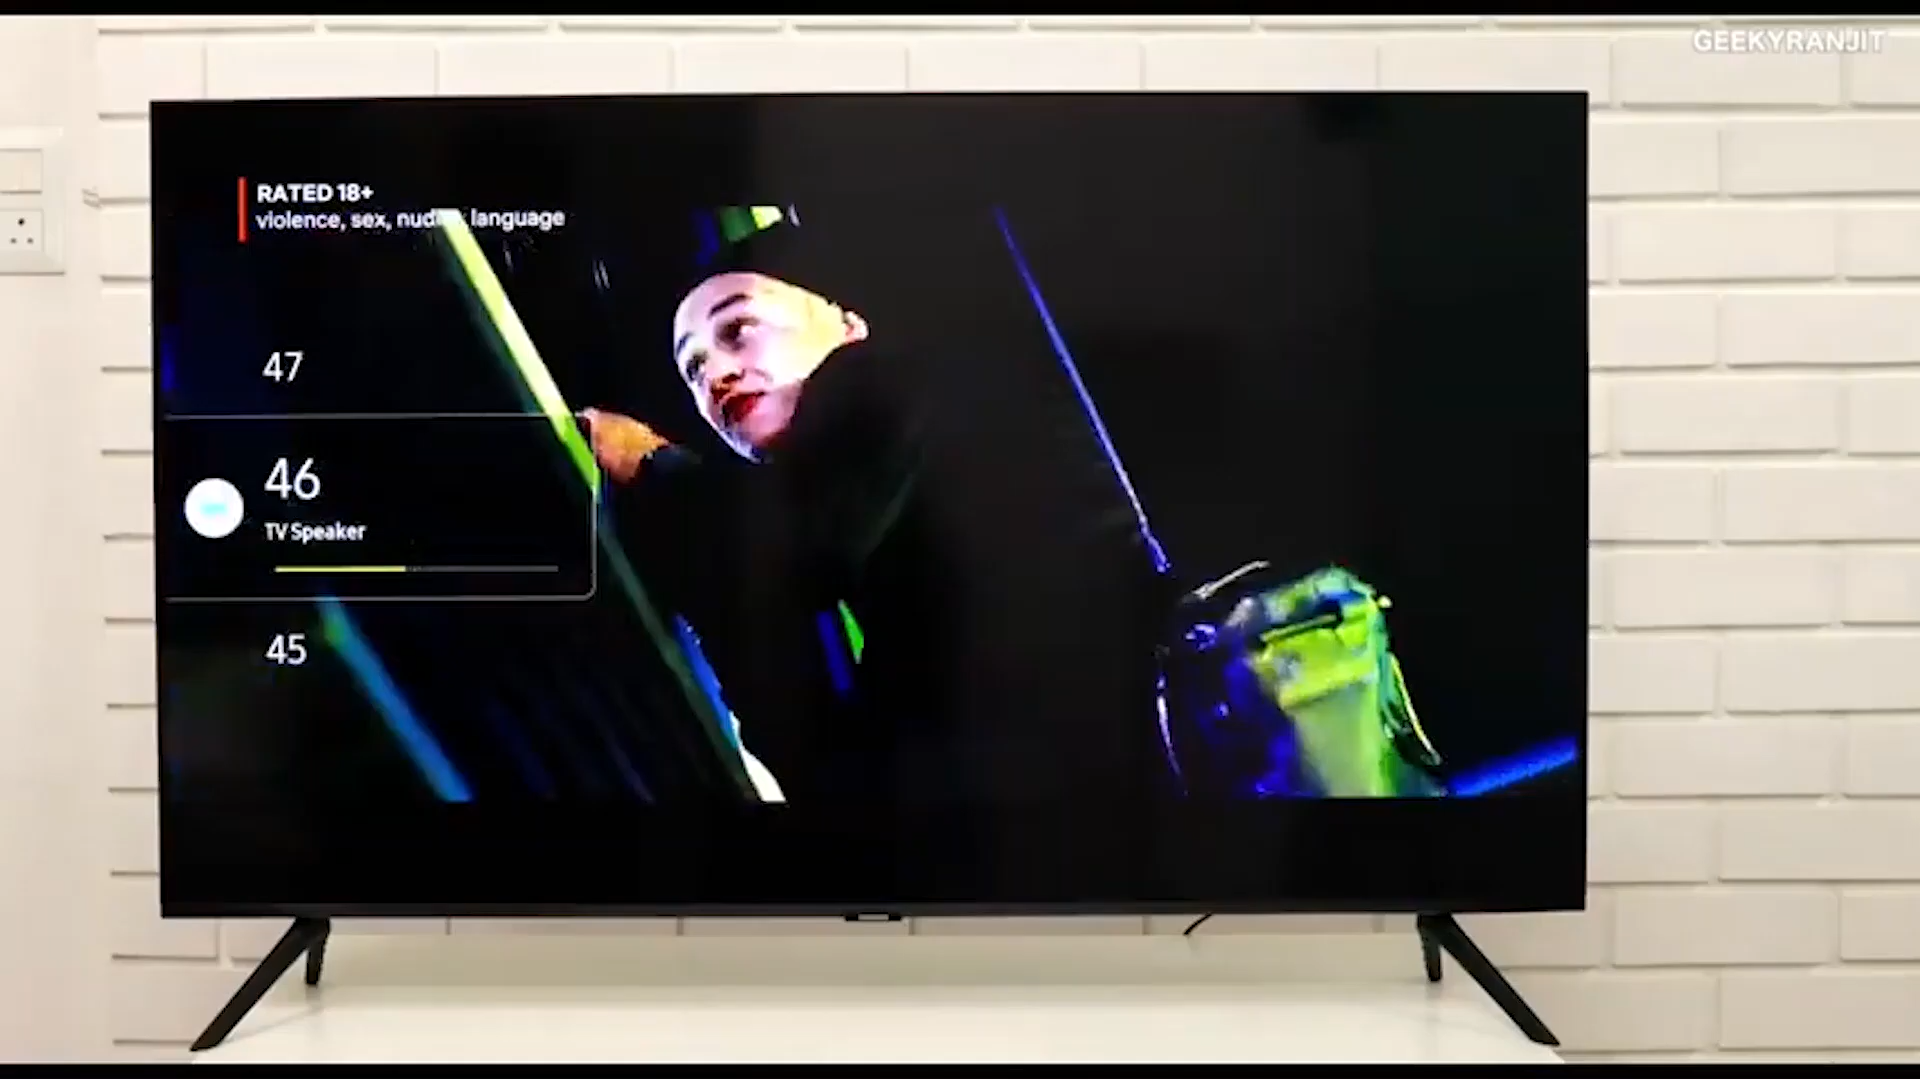 GEEKYRANJIT
RATED 18+
violence, sex, language
47
46
TV Speaker
45